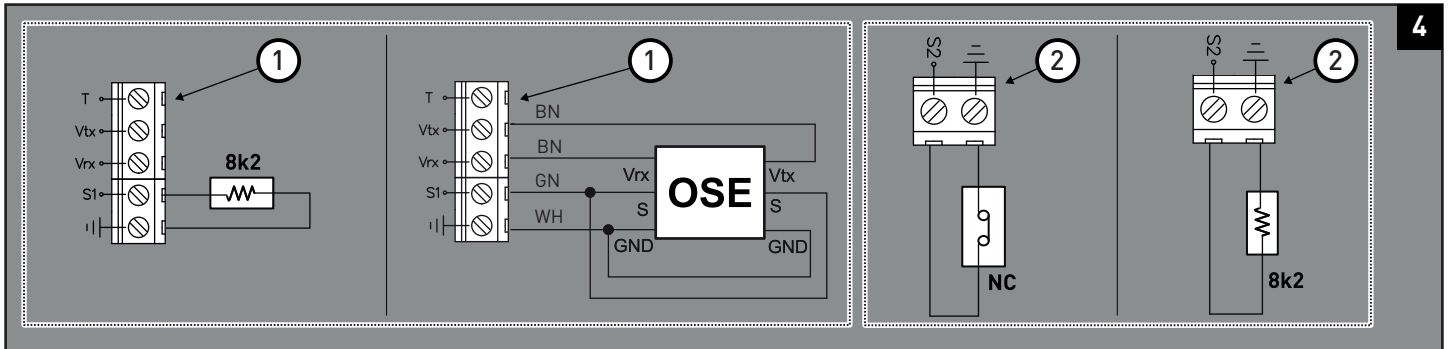 4
1
T
Vtx
Vrx
S1
8k2
1
T
Vtx
Vrx
S1
BN
BN
GN
WH
Vrx
S
GND
OSE
Vtx
S
GND
2
S2
NC
2
S2
8k2